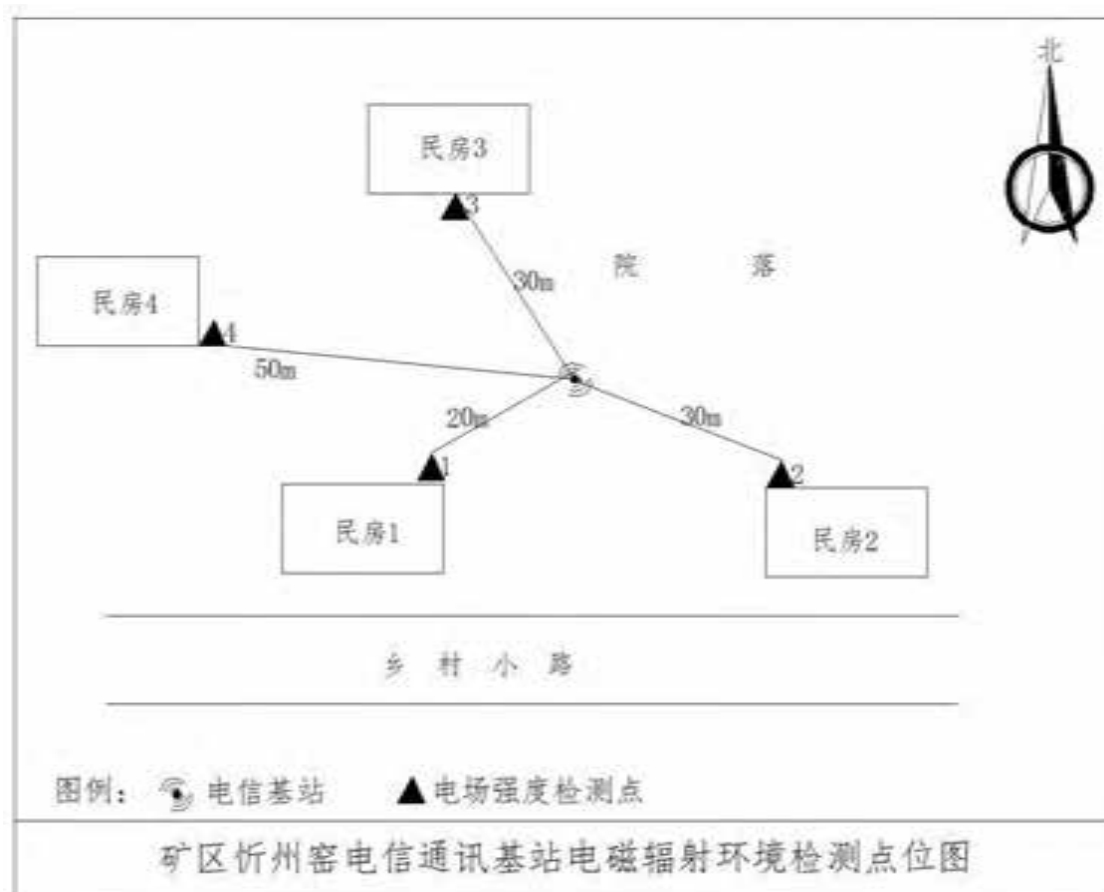 北
民房3
3
院 落
30m
民房4
4
50m
20m
30m
1
2
民房1
民房2
乡 村 小 路
图例： 电信基站 电场强度检测点
矿区忻州窑电信通讯基站电磁辐射环境检测点位图